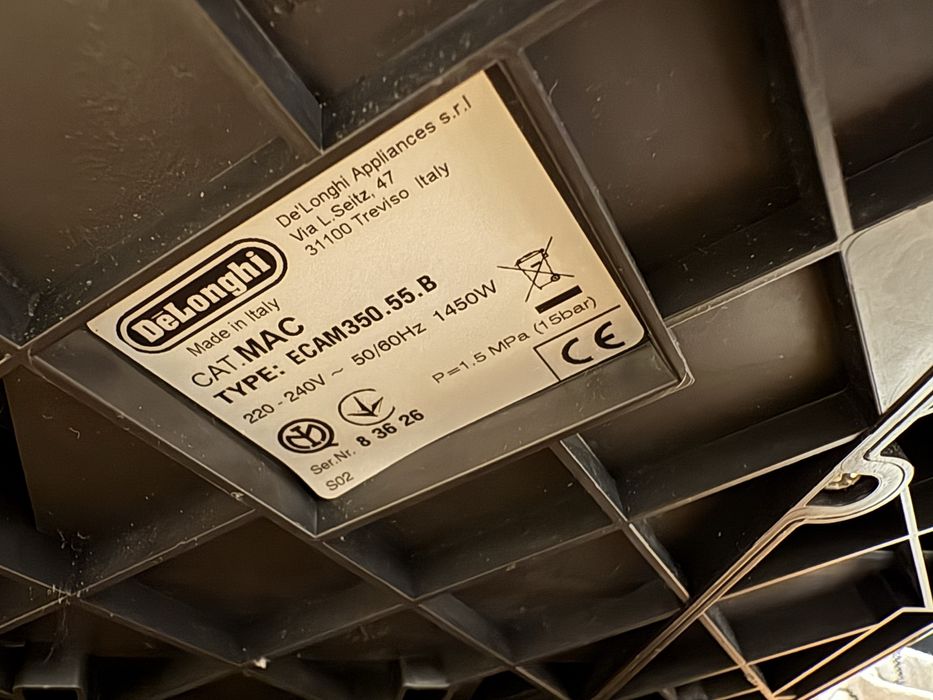 De'Longhi Appliances s.r.l
Via L.Seitz, 47
31100 Treviso Italy
DeLonghi
Made in Italy
CAT.MAC
TYPE: ECAM350.55.B
220 - 240V ~ 50/60Hz 1450W
P=1.5 MPa (15bar)
CE
Ser.Nr. 8 36 26
S02